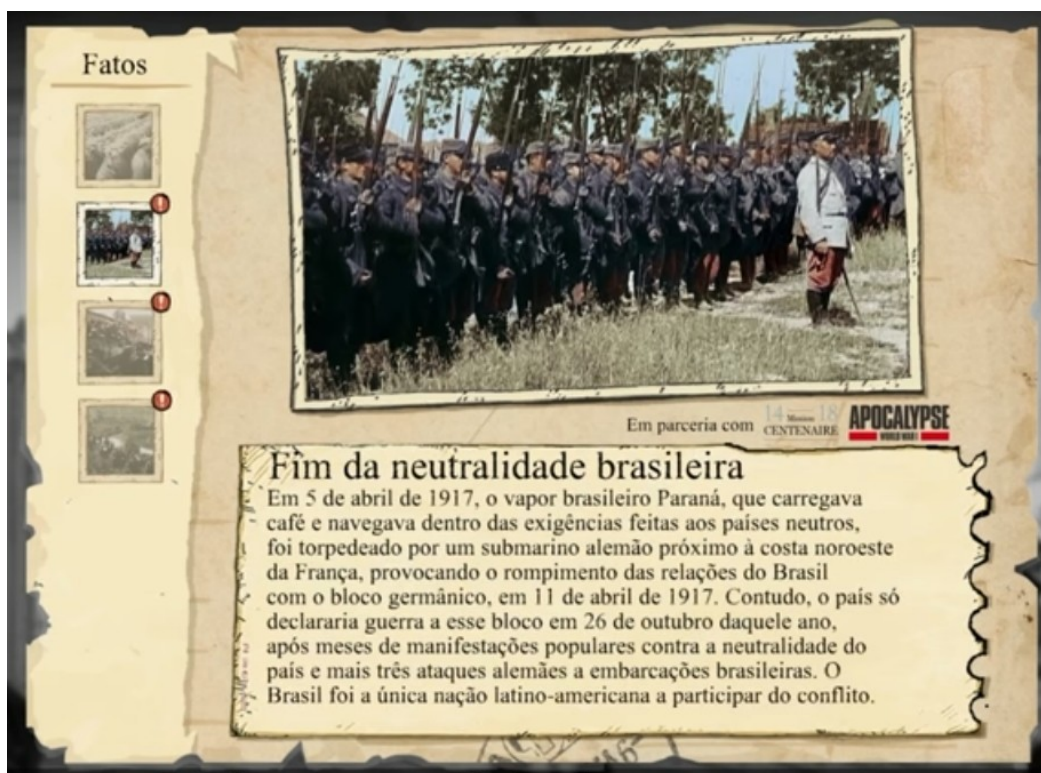 Fatos
Em parceria com
14 Mission 18
CENTENAIRE
APOCALYPSE
WORLD WAR I
Fim da neutralidade brasileira
Em 5 de abril de 1917, o vapor brasileiro Paraná, que carregava
café e navegava dentro das exigências feitas aos países neutros,
foi torpedeado por um submarino alemão próximo à costa noroeste
da França, provocando o rompimento das relações do Brasil
com o bloco germânico, em 11 de abril de 1917. Contudo, o país só
declararia guerra a esse bloco em 26 de outubro daquele ano,
após meses de manifestações populares contra a neutralidade do
país e mais três ataques alemães a embarcações brasileiras. O
Brasil foi a única nação latino-americana a participar do conflito.